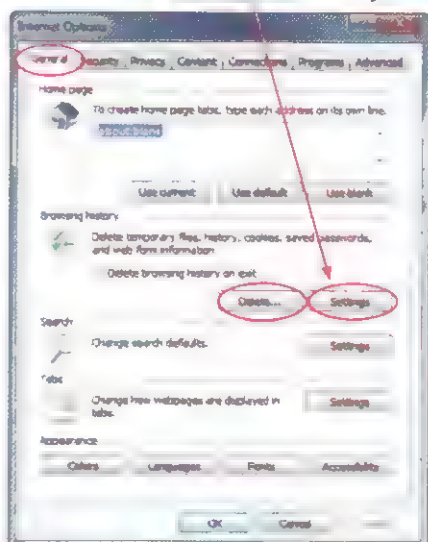 Internet Options
General Security Privacy Content Connections Programs Advanced
Home page
To create home page tabs, type each address on its own line.
about:blank
Use current Use default Use blank
Browsing history
Delete temporary files, history, cookies, saved passwords,
and web form information.
Delete browsing history on exit
Delete... Settings
Search
Change search defaults. Settings
Tabs
Change how webpages are displayed in Settings
tabs.
Appearance
Colors Languages Fonts Accessibility
OK Cancel